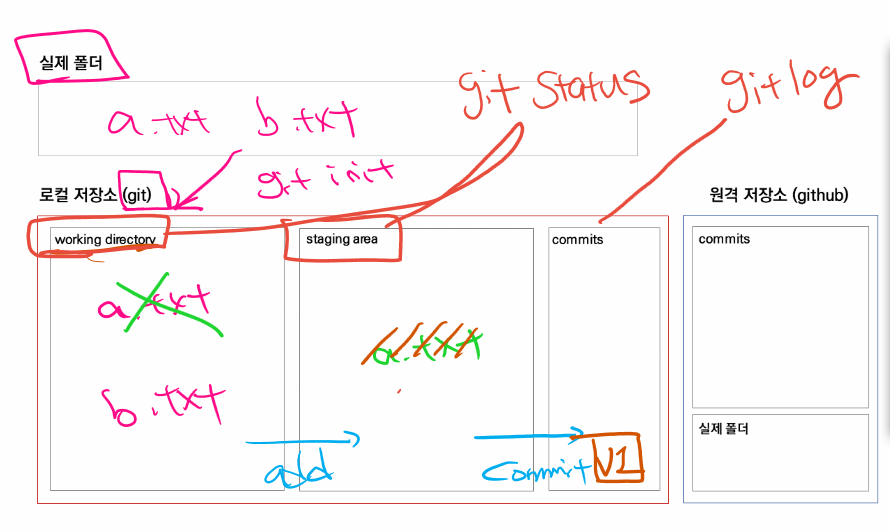 실제 폴더
a.txt b.txt
git status
git log
git init
로컬 저장소 (git)
원격 저장소 (github)
working directory
staging area
commits
commits
a.txt
a.txt
b.txt
실제 폴더
add
commit
V1